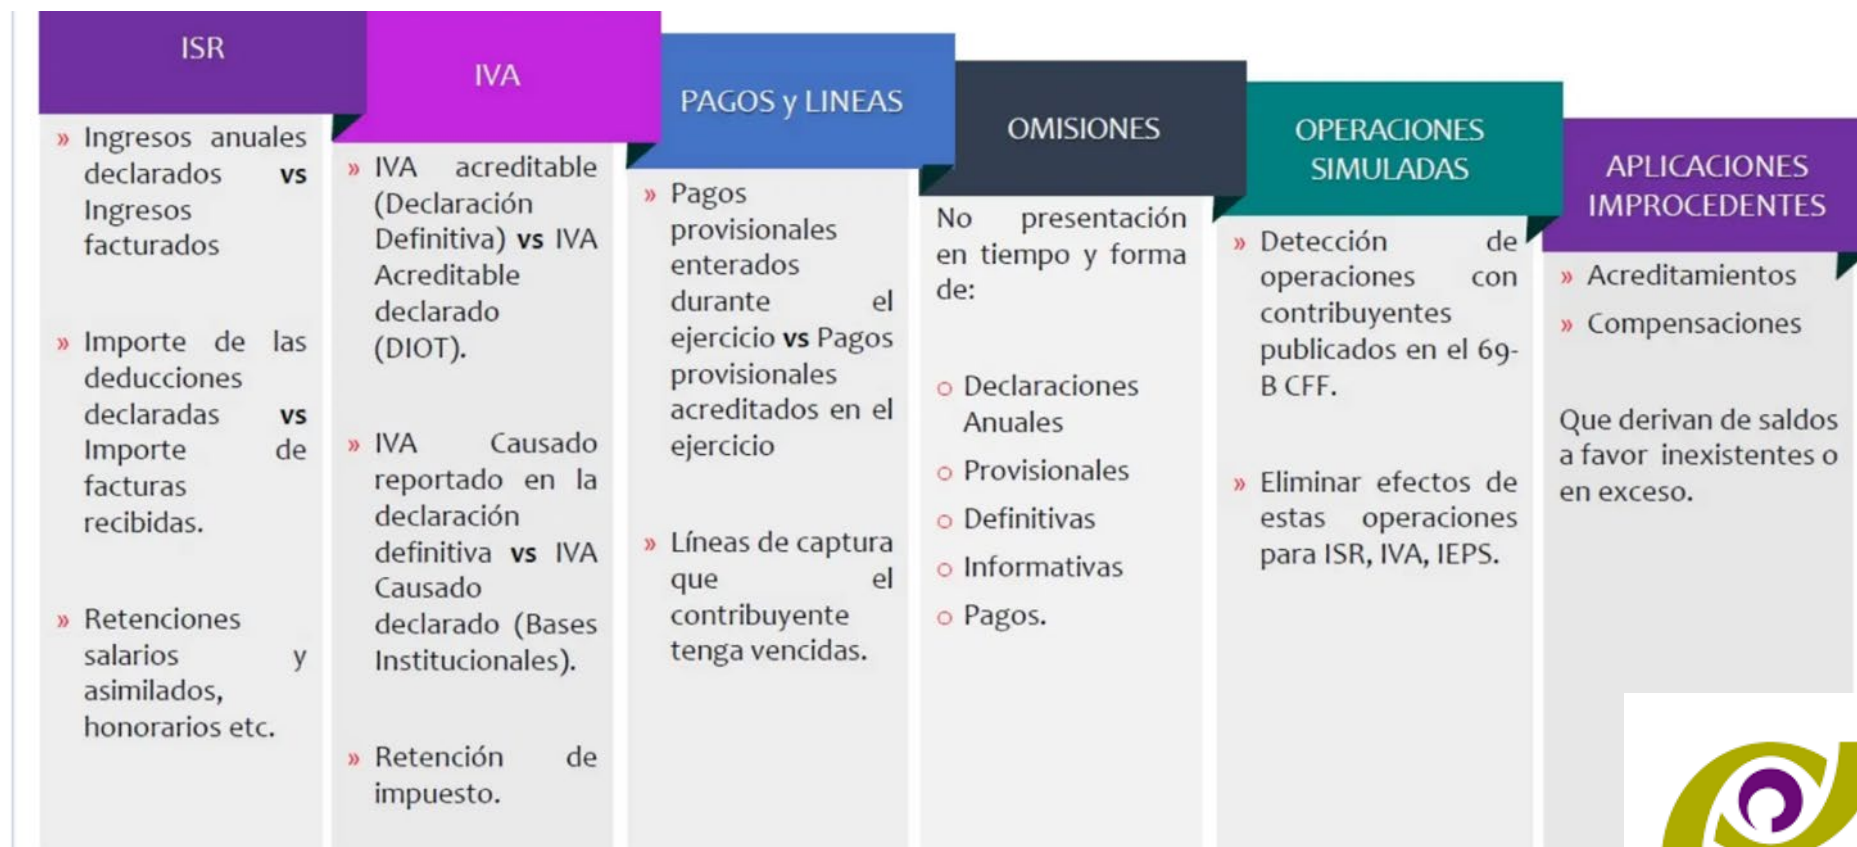 ISR
» Ingresos anuales
declarados vs
Ingresos
facturados
» Importe de las
deducciones
declaradas vs
Importe de
facturas
recibidas.
» Retenciones
salarios y
asimilados,
honorarios etc.
IVA
» IVA acreditable
(Declaración
Definitiva) vs IVA
Acreditable
declarado
(DIOT).
» IVA Causado
reportado en la
declaración
definitiva vs IVA
Causado
declarado (Bases
Institucionales).
» Retención de
impuesto.
PAGOS y LINEAS
» Pagos
provisionales
enterados
durante el
ejercicio vs Pagos
provisionales
acreditados en el
ejercicio
» Líneas de captura
que el
contribuyente
tenga vencidas.
OMISIONES
No presentación
en tiempo y forma
de:
o Declaraciones
Anuales
o Provisionales
o Definitivas
o Informativas
o Pagos.
OPERACIONES
SIMULADAS
» Detección de
operaciones con
contribuyentes
publicados en el 69-
B CFF.
» Eliminar efectos de
estas operaciones
para ISR, IVA, IEPS.
APLICACIONES
IMPROCEDENTES
» Acreditamientos
» Compensaciones
Que derivan de saldos
a favor inexistentes o
en exceso.